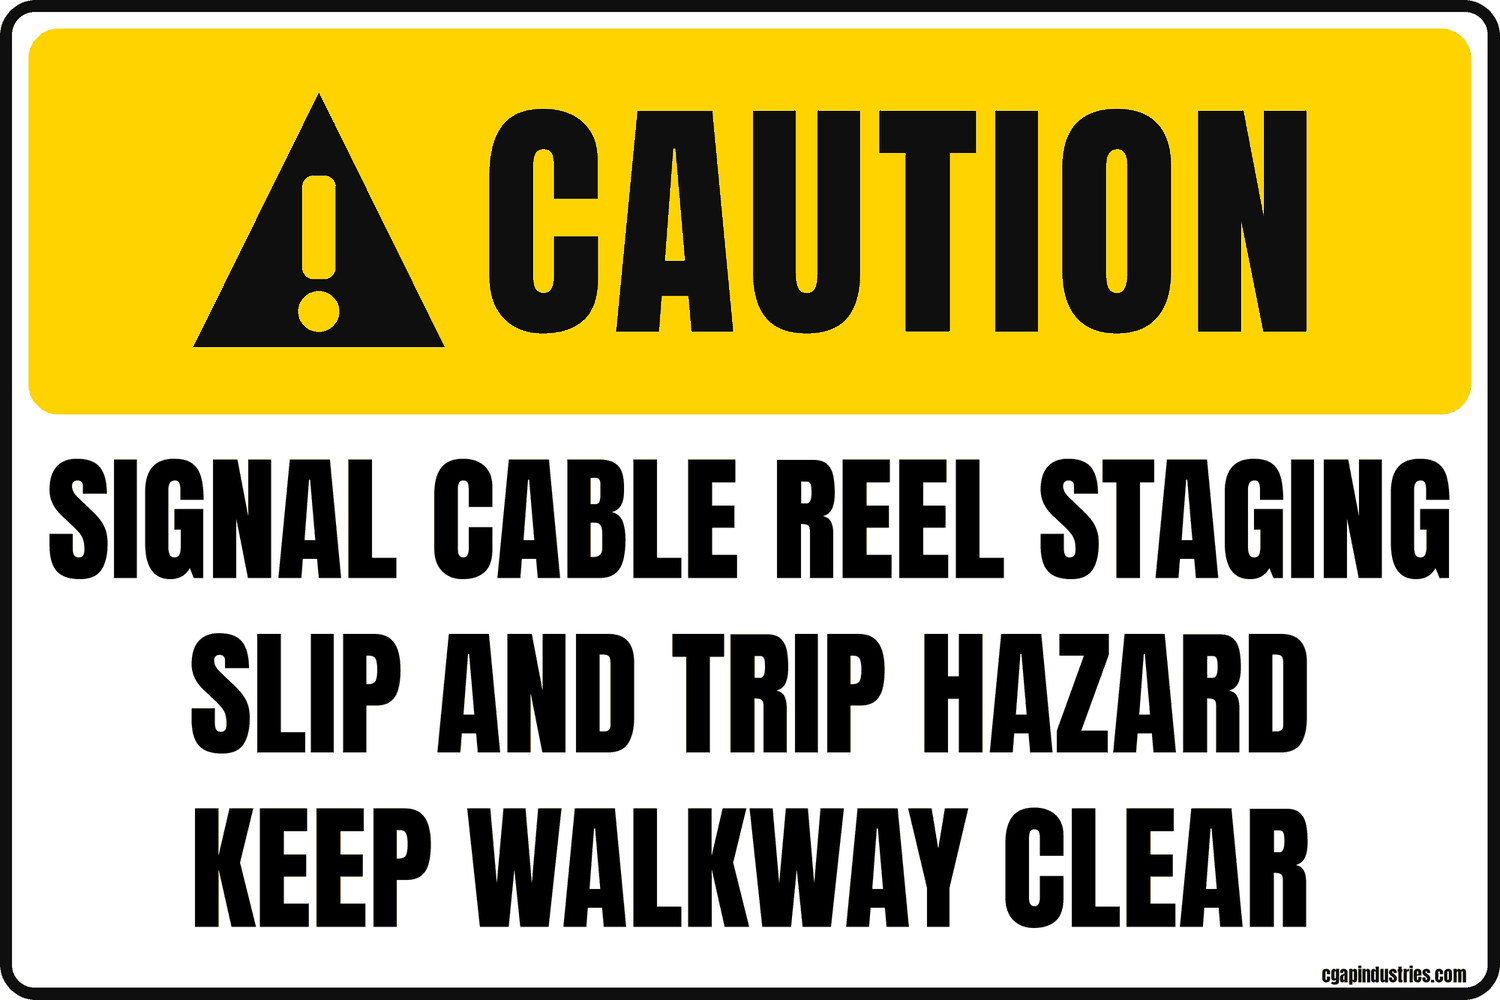 CAUTION
SIGNAL CABLE REEL STAGING
SLIP AND TRIP HAZARD
KEEP WALKWAY CLEAR
cgapindustries.com